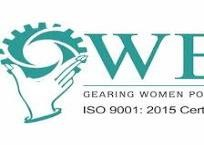 WE
GEARING WOMEN PO
ISO 9001: 2015 Cert